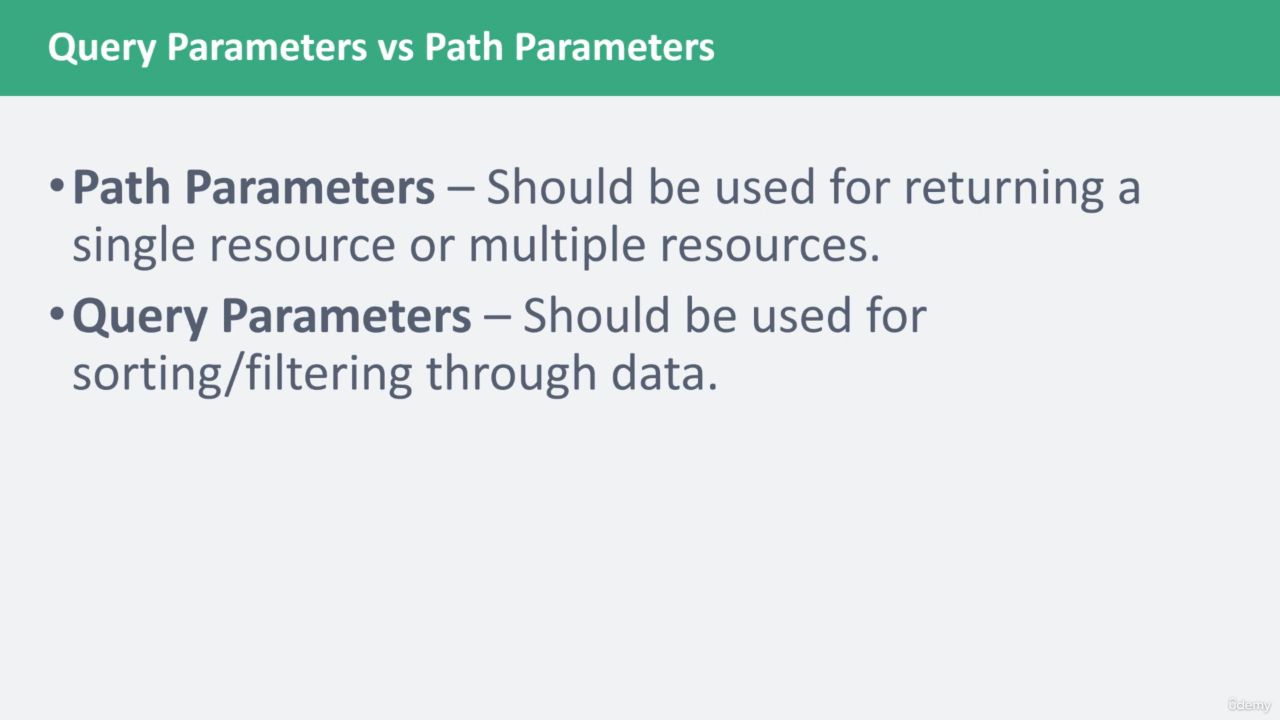 Query Parameters vs Path Parameters
•Path Parameters – Should be used for returning a
single resource or multiple resources.
•Query Parameters – Should be used for
sorting/filtering through data.
ûdemy